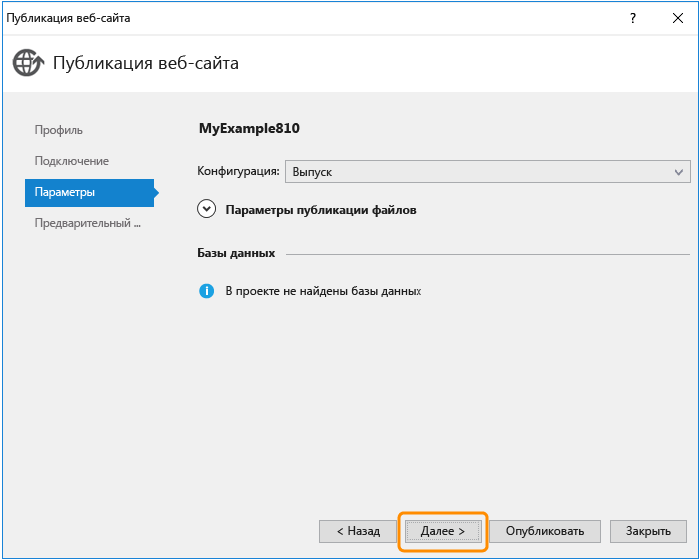 Публикация веб-сайта ?
Публикация веб-сайта
Профиль
Подключение
Параметры
Предварительный ...
MyExample810
Конфигурация: Выпуск
Параметры публикации файлов
Базы данных
В проекте не найдены базы данных
< Назад Далее > Опубликовать Закрыть